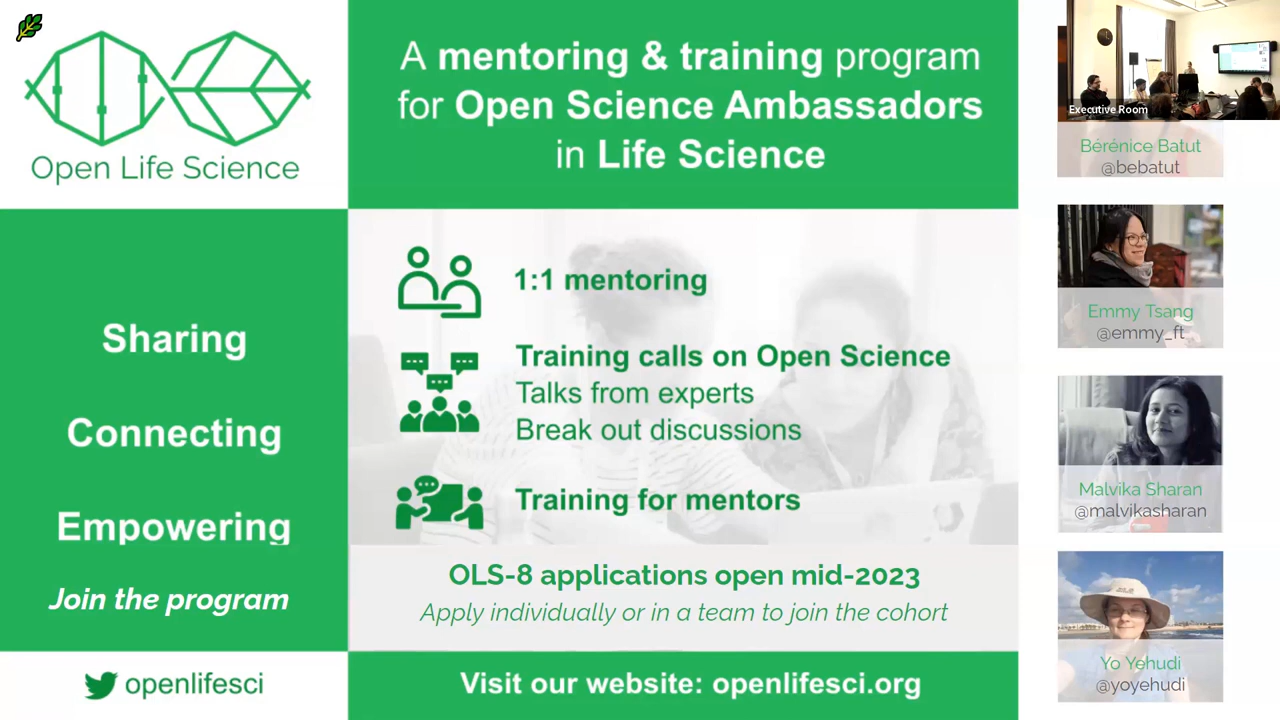 Open Life Science
A mentoring & training program
for Open Science Ambassadors
in Life Science
Sharing
Connecting
Empowering
Join the program
1:1 mentoring
Training calls on Open Science
Talks from experts
Break out discussions
Training for mentors
OLS-8 applications open mid-2023
Apply individually or in a team to join the cohort
openlifesci
Visit our website: openlifesci.org
Executive Room
Bérénice Batut
@bebatut
Emmy Tsang
@emmy_ft
Malvika Sharan
@malvikasharan
Yo Yehudi
@yoyehudi